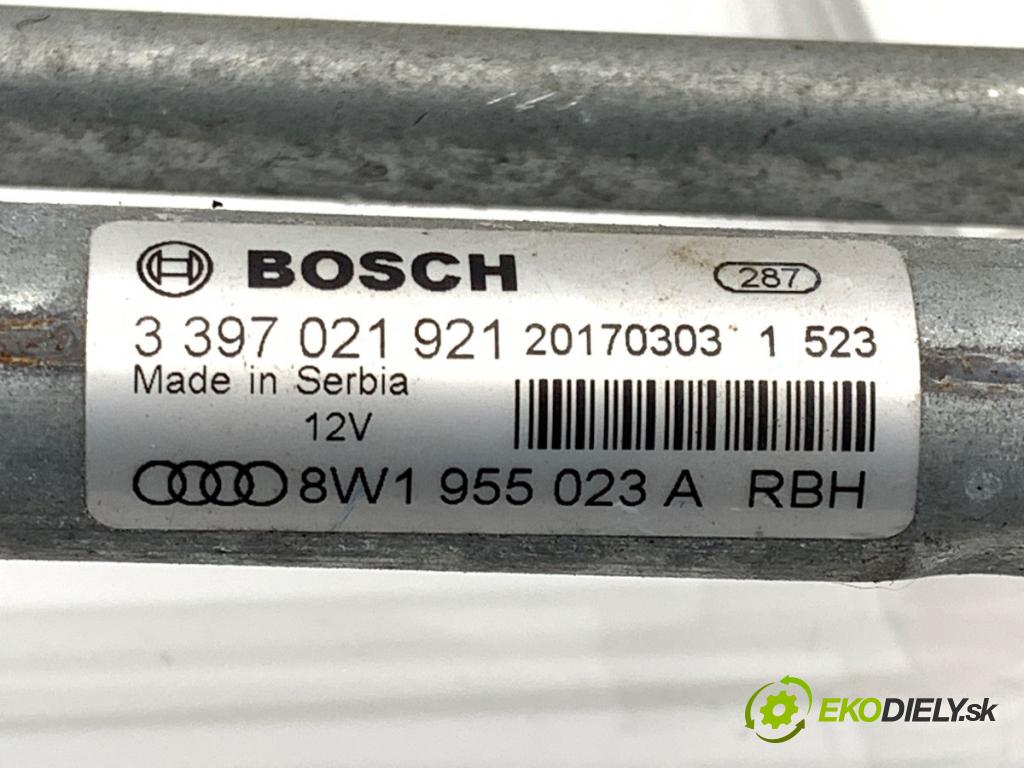 BOSCH 287
3 397 021 921 20170303 1 523
Made in Serbia
12V
8W1 955 023 A RBH
EKODIELY.sk